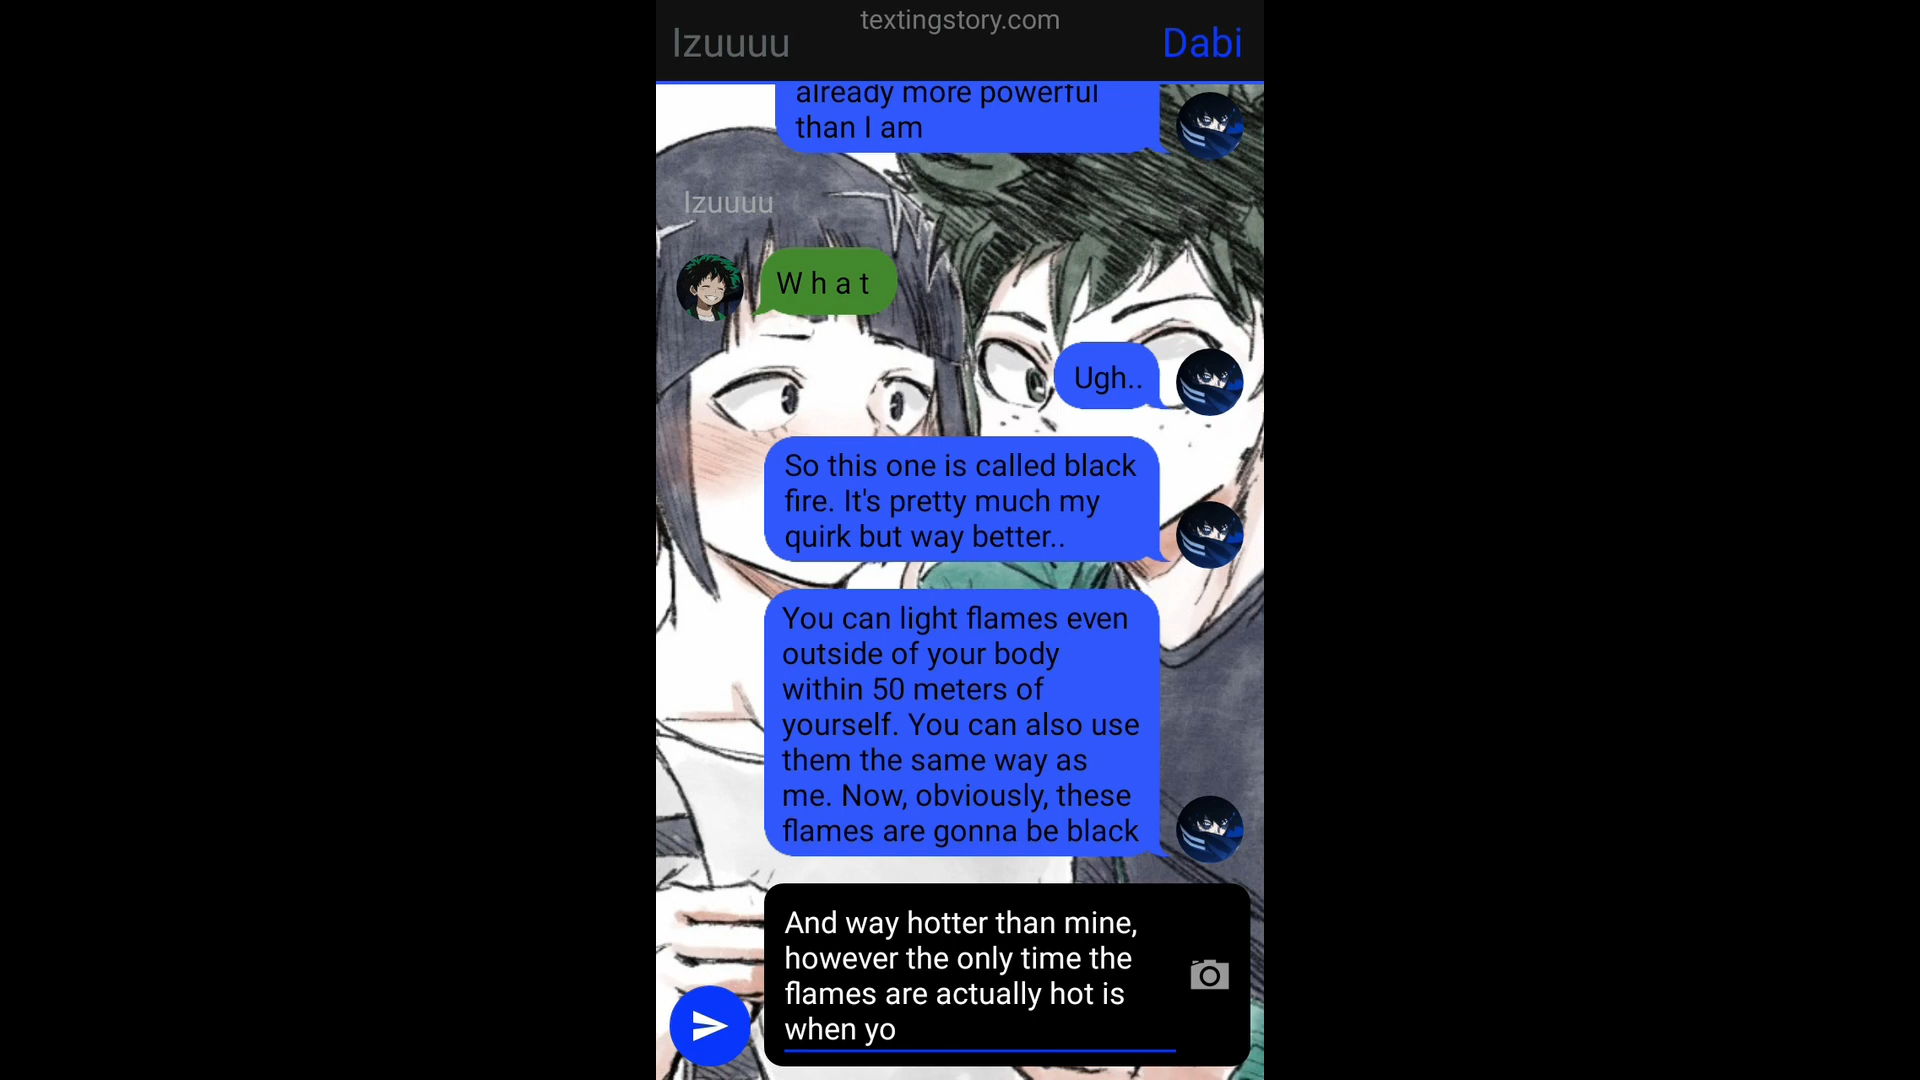 textingstory.com
Izuuuu
Dabi
already more powerful
than I am
Izuuuu
W h a t
Ugh..
So this one is called black
fire. It's pretty much my
quirk but way better..
You can light flames even
outside of your body
within 50 meters of
yourself. You can also use
them the same way as
me. Now, obviously, these
flames are gonna be black
And way hotter than mine,
however the only time the
flames are actually hot is
when yo